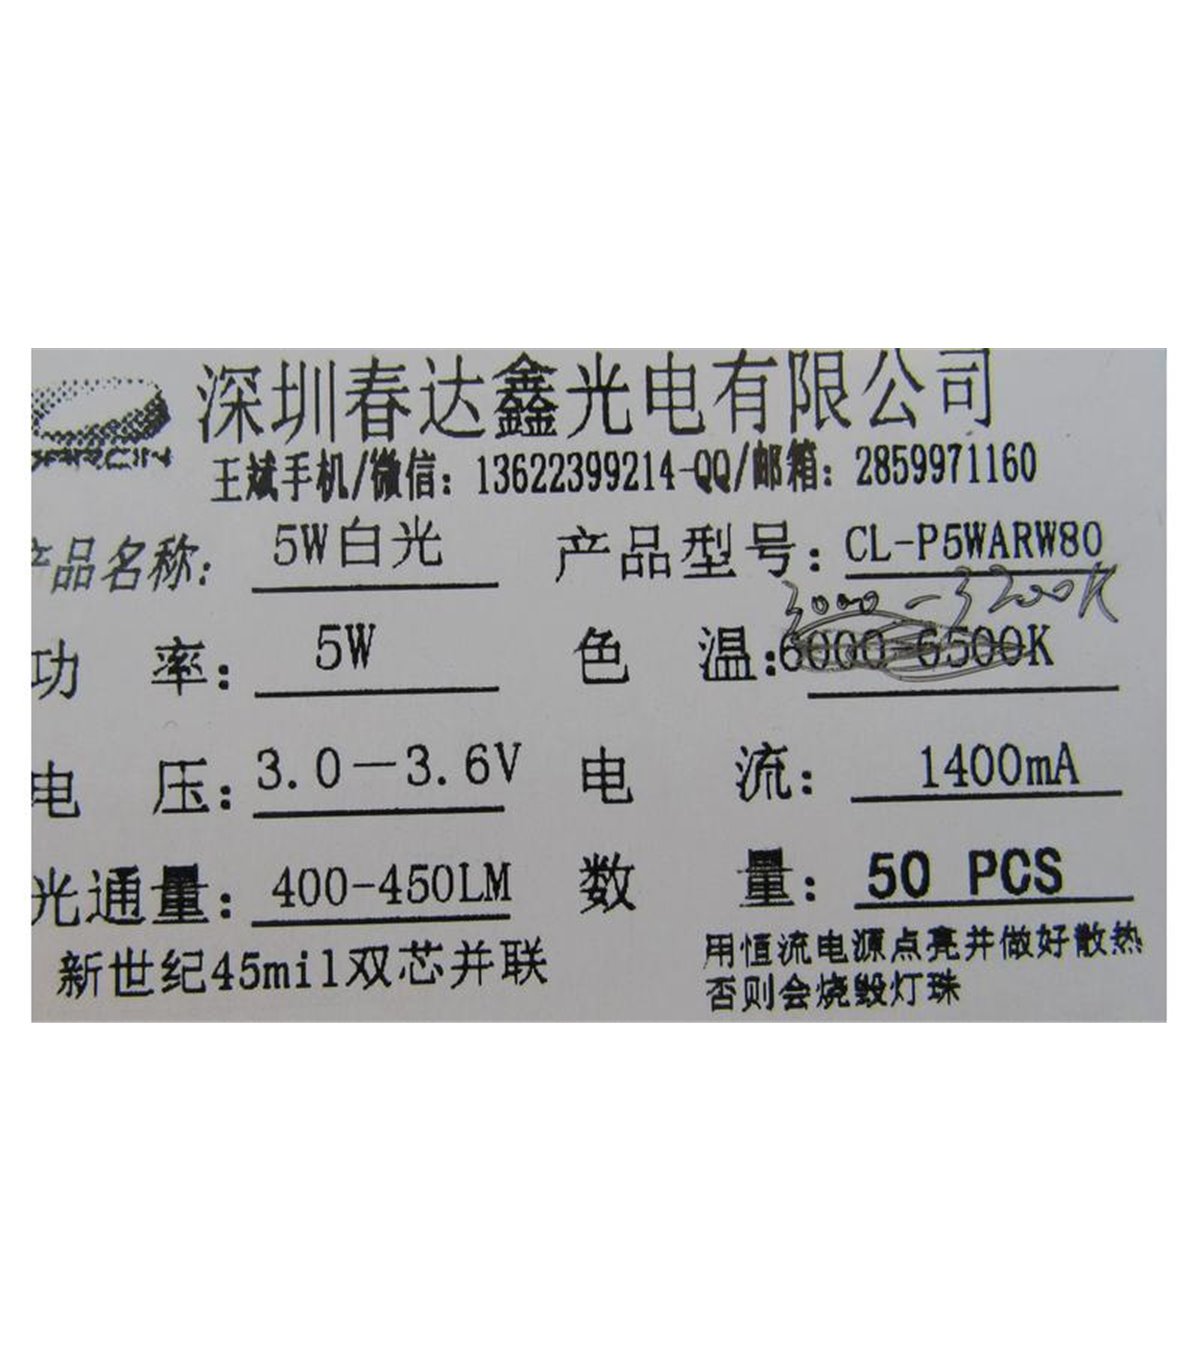 深圳春达鑫光电有限公司
王斌手机/微信：13622399214-QQ/邮箱：2859971160
产品名称：5W白光 产品型号：CL-P5WARW80
3000-3200K
功 率：5W 色 温：6000-6500K
电 压：3.0－3.6V 电 流：1400mA
光通量：400-450LM 数 量：50 PCS
新世纪45mil双芯并联 用恒流电源点亮并做好散热
否则会烧毁灯珠